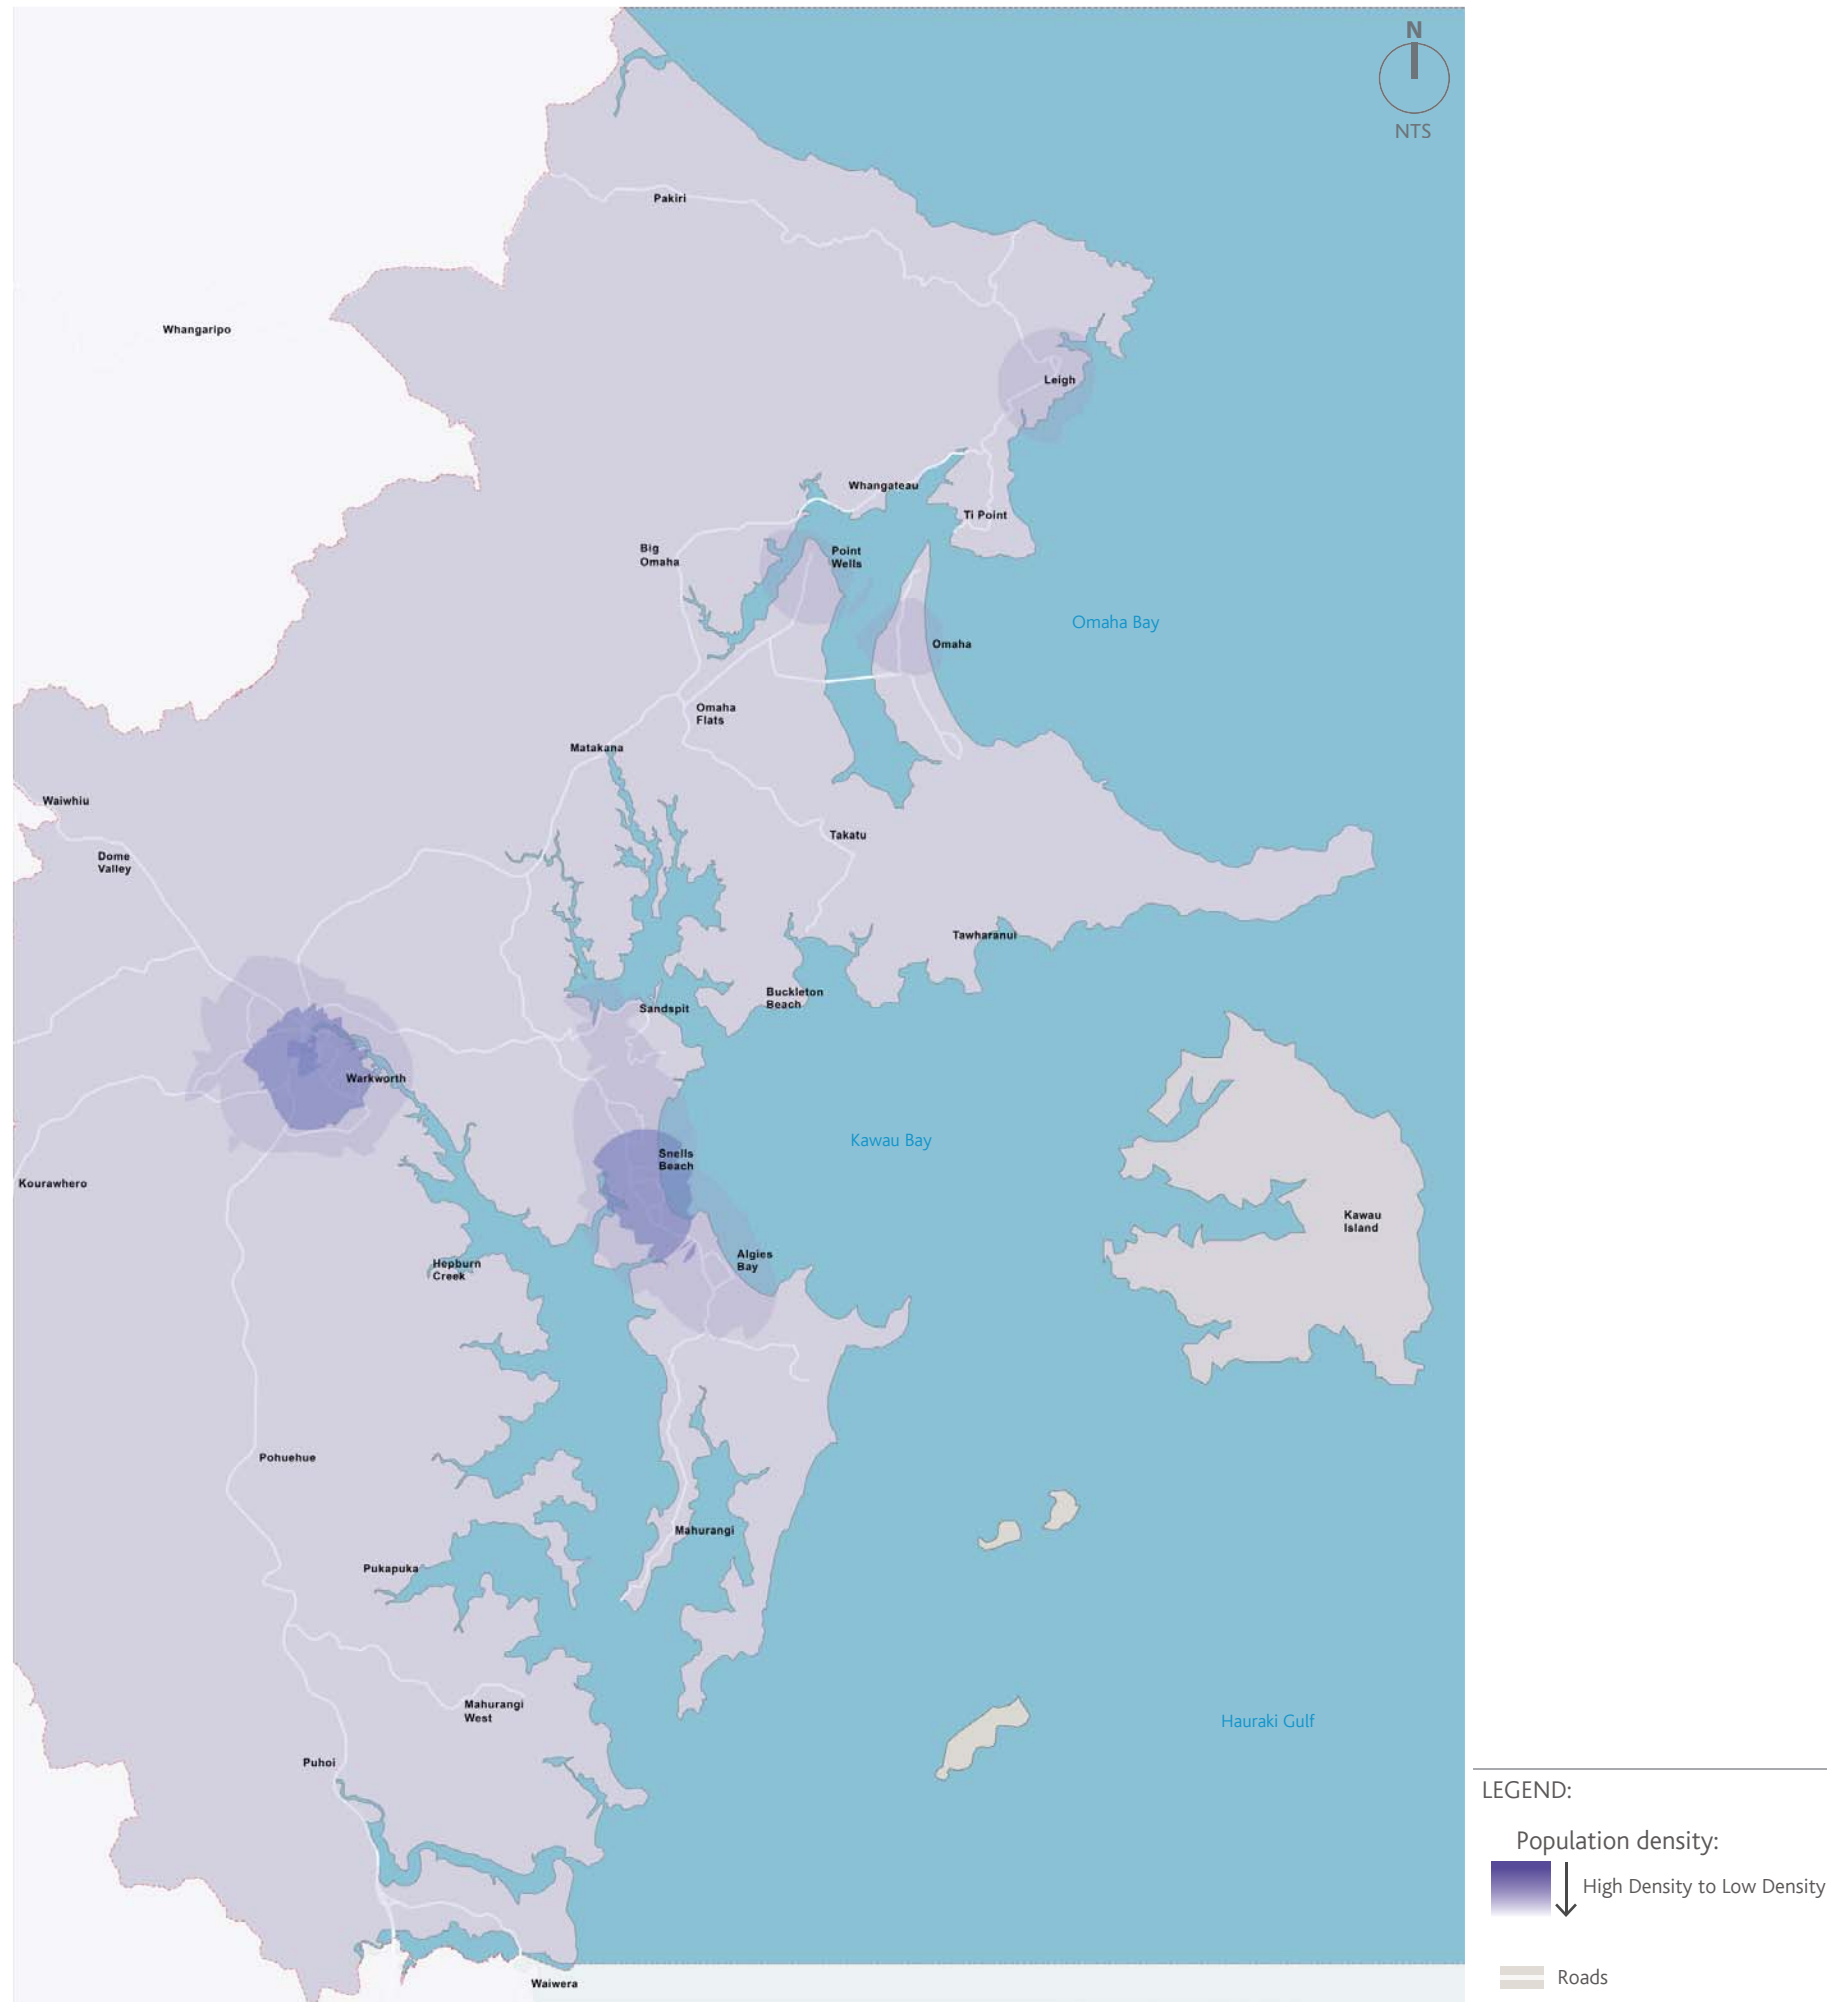 N
NTS
Pakiri
Whangaripo
Leigh
Whangateau
Ti Point
Big
Omaha
Point
Wells
Omaha Bay
Omaha
Omaha
Flats
Matakana
Waiwhiu
Takatu
Dome
Valley
Tawharanui
Buckleton
Beach
Sandspit
Warkworth
Kawau Bay
Snells
Beach
Kourawhero
Kawau
Island
Algies
Bay
Hepburn
Creek
Pohuehue
Mahurangi
Pukapuka
Mahurangi
West
Hauraki Gulf
Puhoi
Waiwera
LEGEND:
Population density:
High Density to Low Density
Roads